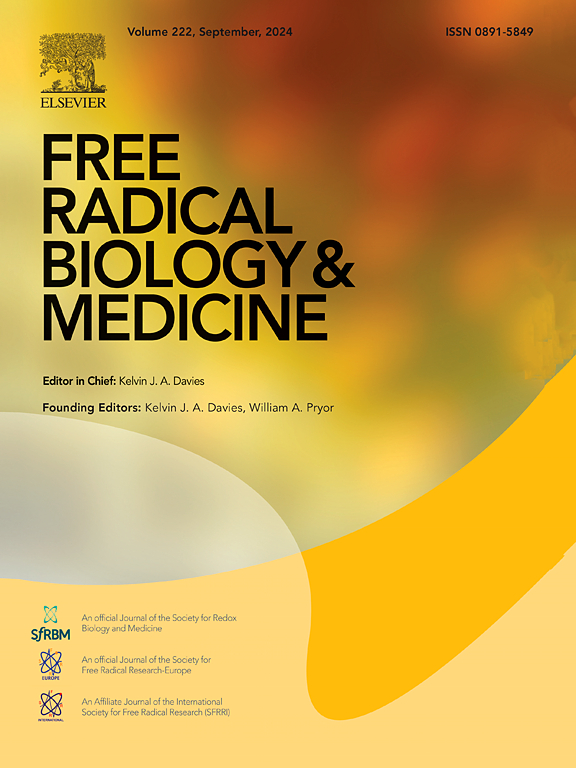 Volume 222, September, 2024
ISSN 0891-5849
ELSEVIER
FREE
RADICAL
BIOLOGY &
MEDICINE
Editor in Chief: Kelvin J. A. Davies
Founding Editors: Kelvin J. A. Davies, William A. Pryor
SfRBM
An official Journal of the Society for Redox
Biology and Medicine
EUROPE
An official Journal of the Society for
Free Radical Research-Europe
INTERNATIONAL
An Affiliate Journal of the International
Society for Free Radical Research (SFRRI)